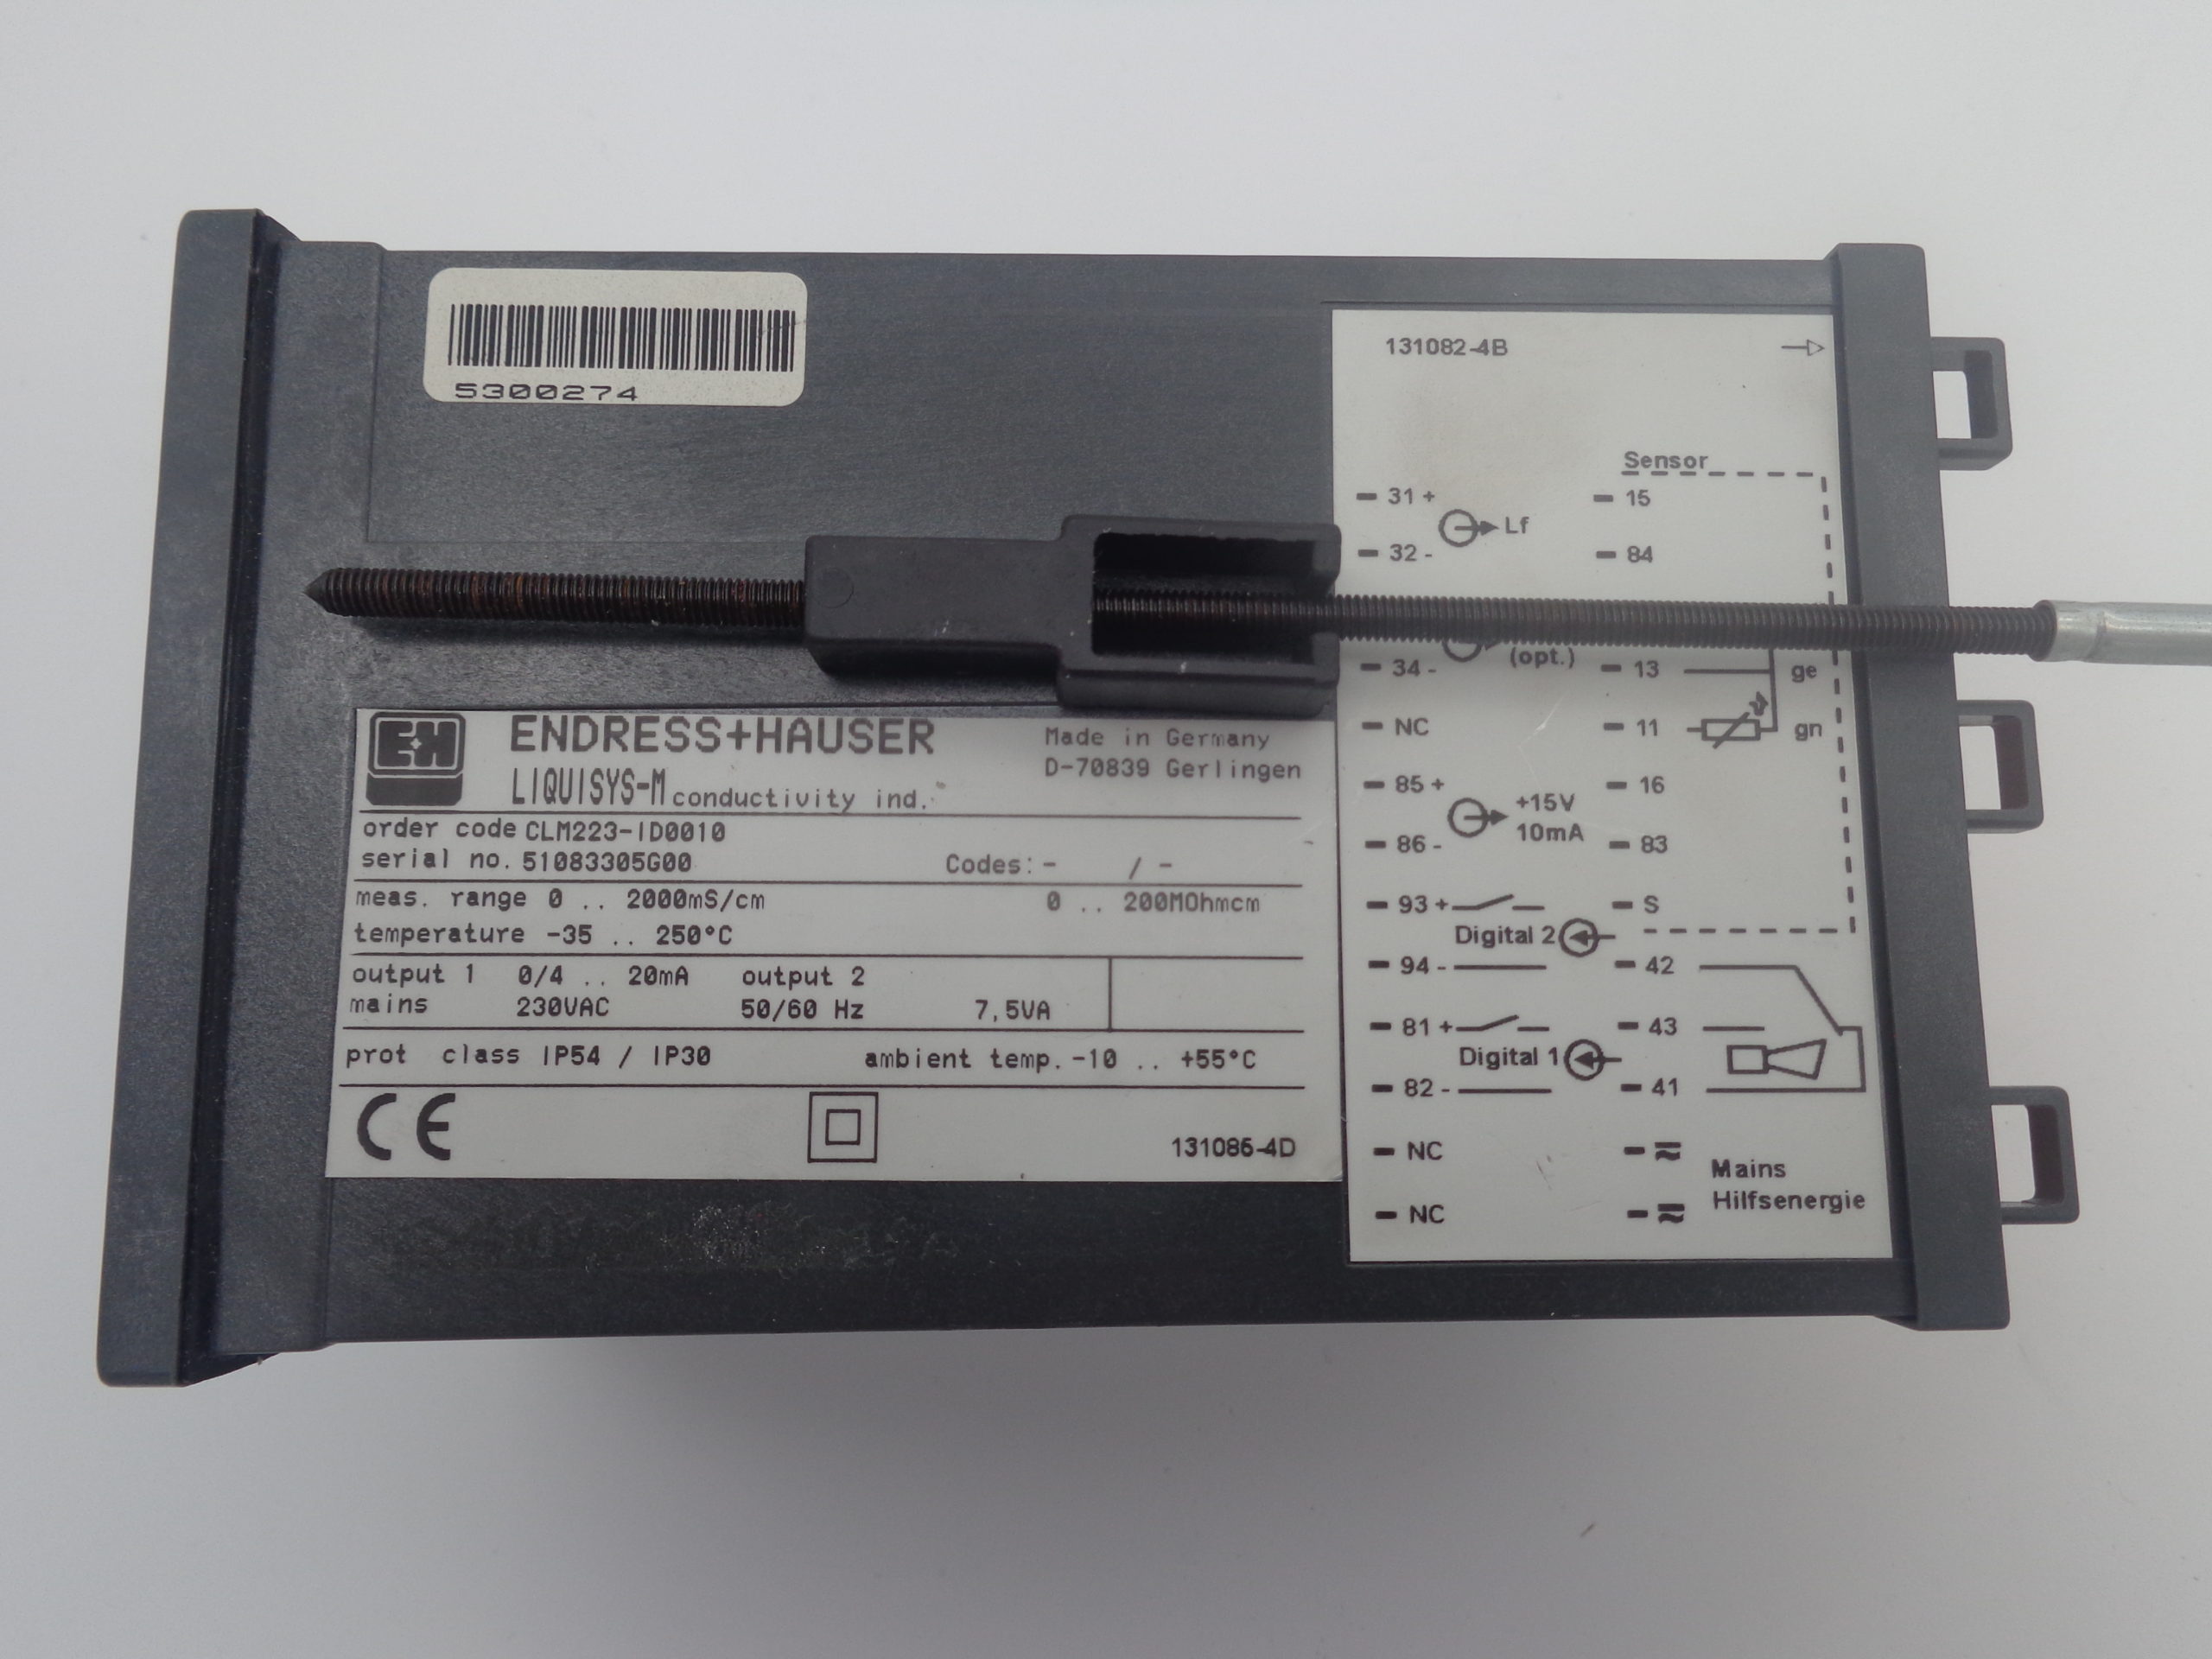 5300274
E+H
ENDRESS+HAUSER
LIQUISYS-M conductivity ind.
Made in Germany
D-70839 Gerlingen
order code CLM223-ID0010
serial no. 51083305G00 Codes: - / -
meas. range 0 .. 2000mS/cm 0 .. 200MOhmcm
temperature -35 .. 250°C
output 1 0/4 .. 20mA output 2
mains 230VAC 50/60 Hz 7,5VA
prot class IP54 / IP30 ambient temp. -10 .. +55°C
CE
131086-4D
131082-4B
Sensor
31 + 15
Lf
32 - 84
(opt.)
34 - 13 ge
NC 11 gn
85 + 16
+15V
10mA
86 - 83
93 + S
Digital 2
94 - 42
81 + 43
Digital 1
82 - 41
NC
Mains
Hilfsenergie
NC